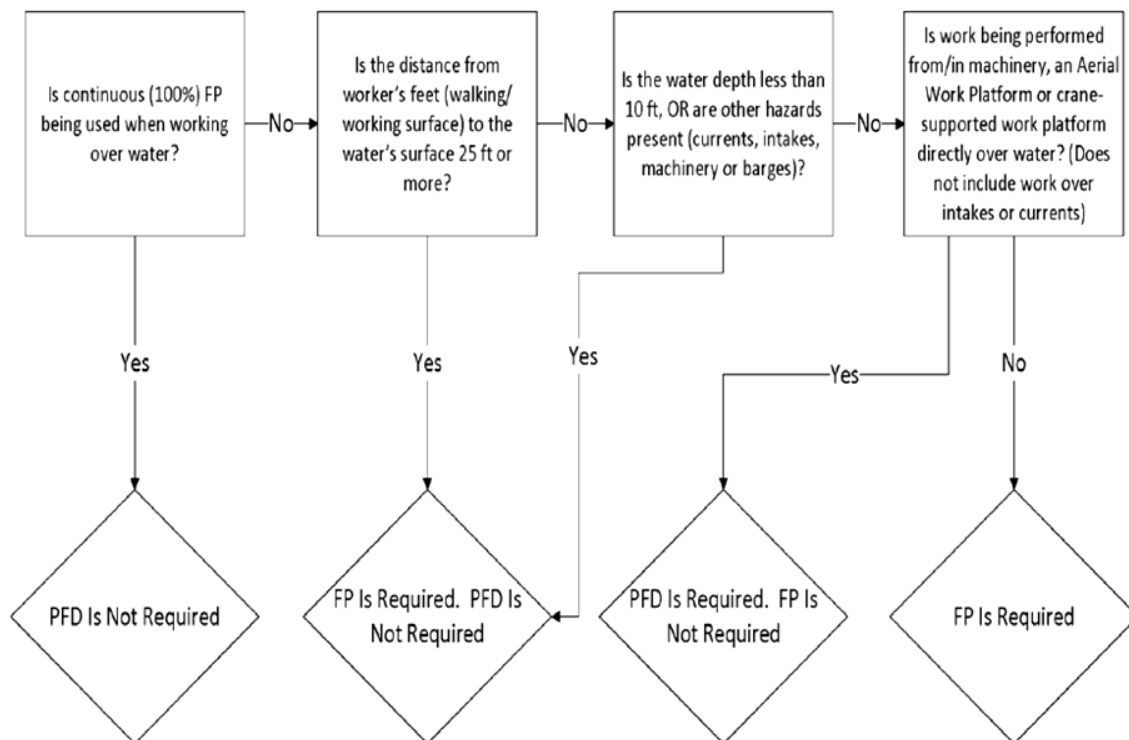 Is continuous (100%) FP
being used when working
over water?
No
Is the distance from
worker's feet (walking/
working surface) to the
water's surface 25 ft or
more?
No
Is the water depth less than
10 ft, OR are other hazards
present (currents, intakes,
machinery or barges)?
No
Is work being performed
from/in machinery, an Aerial
Work Platform or crane-
supported work platform
directly over water? (Does
not include work over
intakes or currents)
Yes
Yes
Yes
Yes
No
PFD Is Not Required
FP Is Required. PFD Is
Not Required
PFD Is Required. FP Is
Not Required
FP Is Required